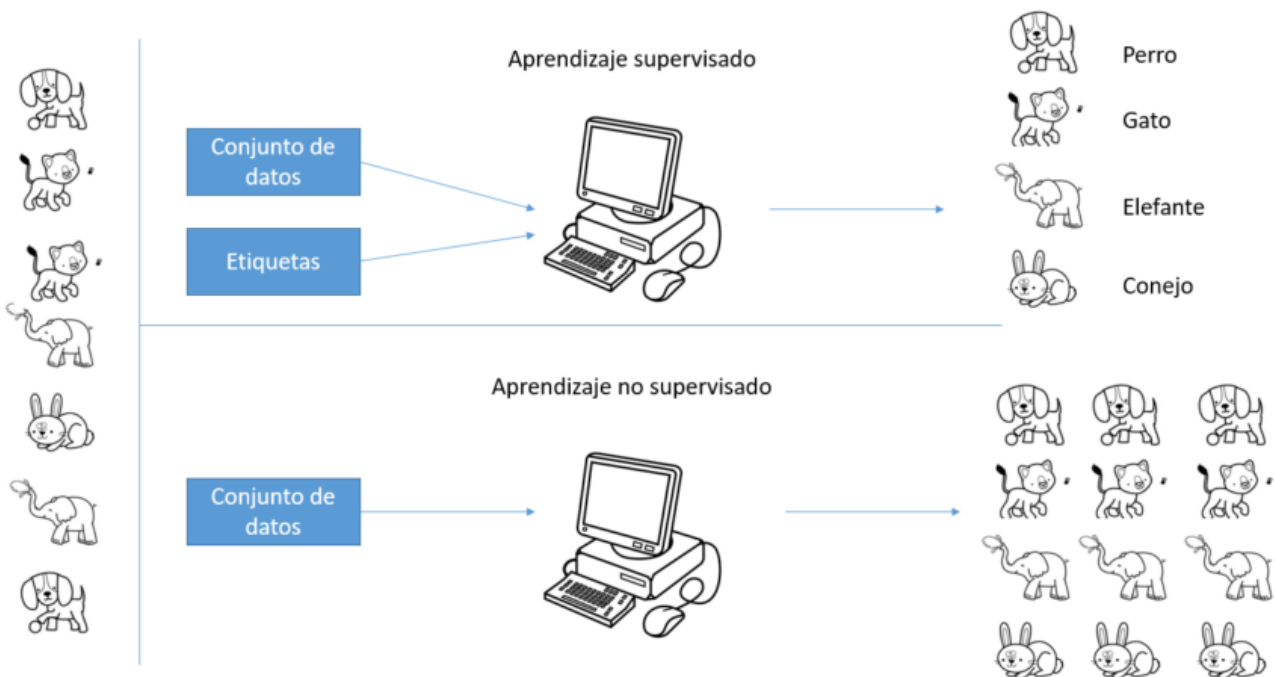 Aprendizaje supervisado
Conjunto de
datos
Etiquetas
Perro
Gato
Elefante
Conejo
Aprendizaje no supervisado
Conjunto de
datos